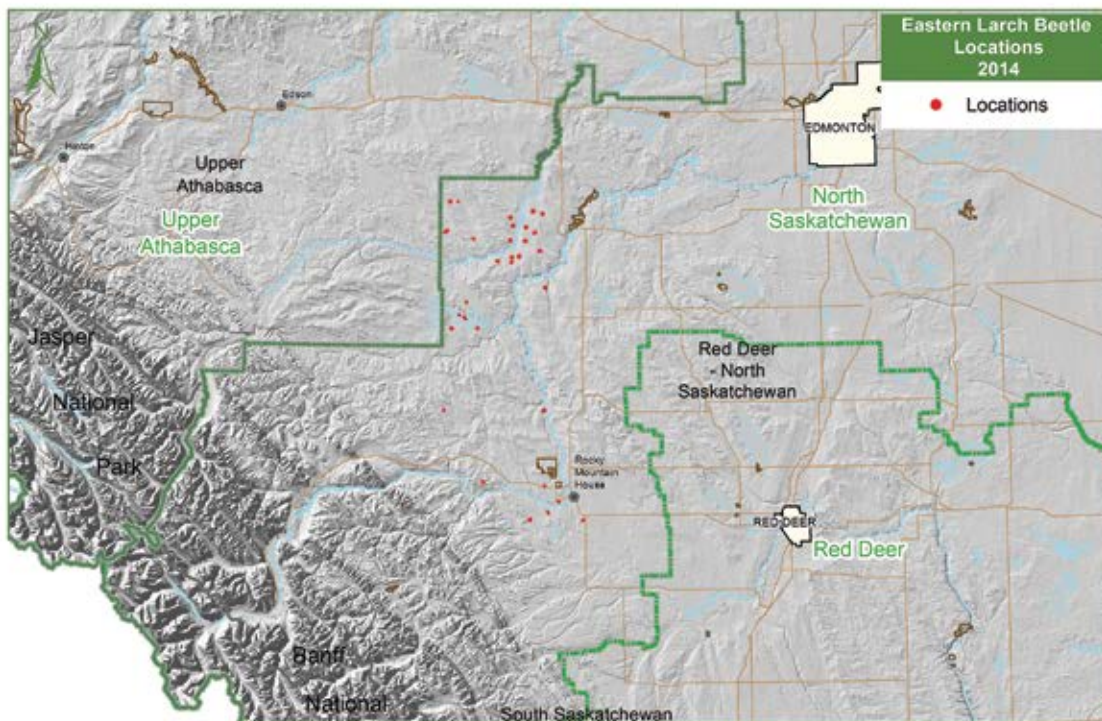 Eastern Larch Beetle
Locations
2014
Locations
Edson
EDMONTON
Hinton
Upper
Athabasca
Upper
Athabasca
North
Saskatchewan
Jasper
National
Park
Red Deer
- North
Saskatchewan
Rocky
Mountain
House
RED DEER
Red Deer
Banff
National
South Saskatchewan